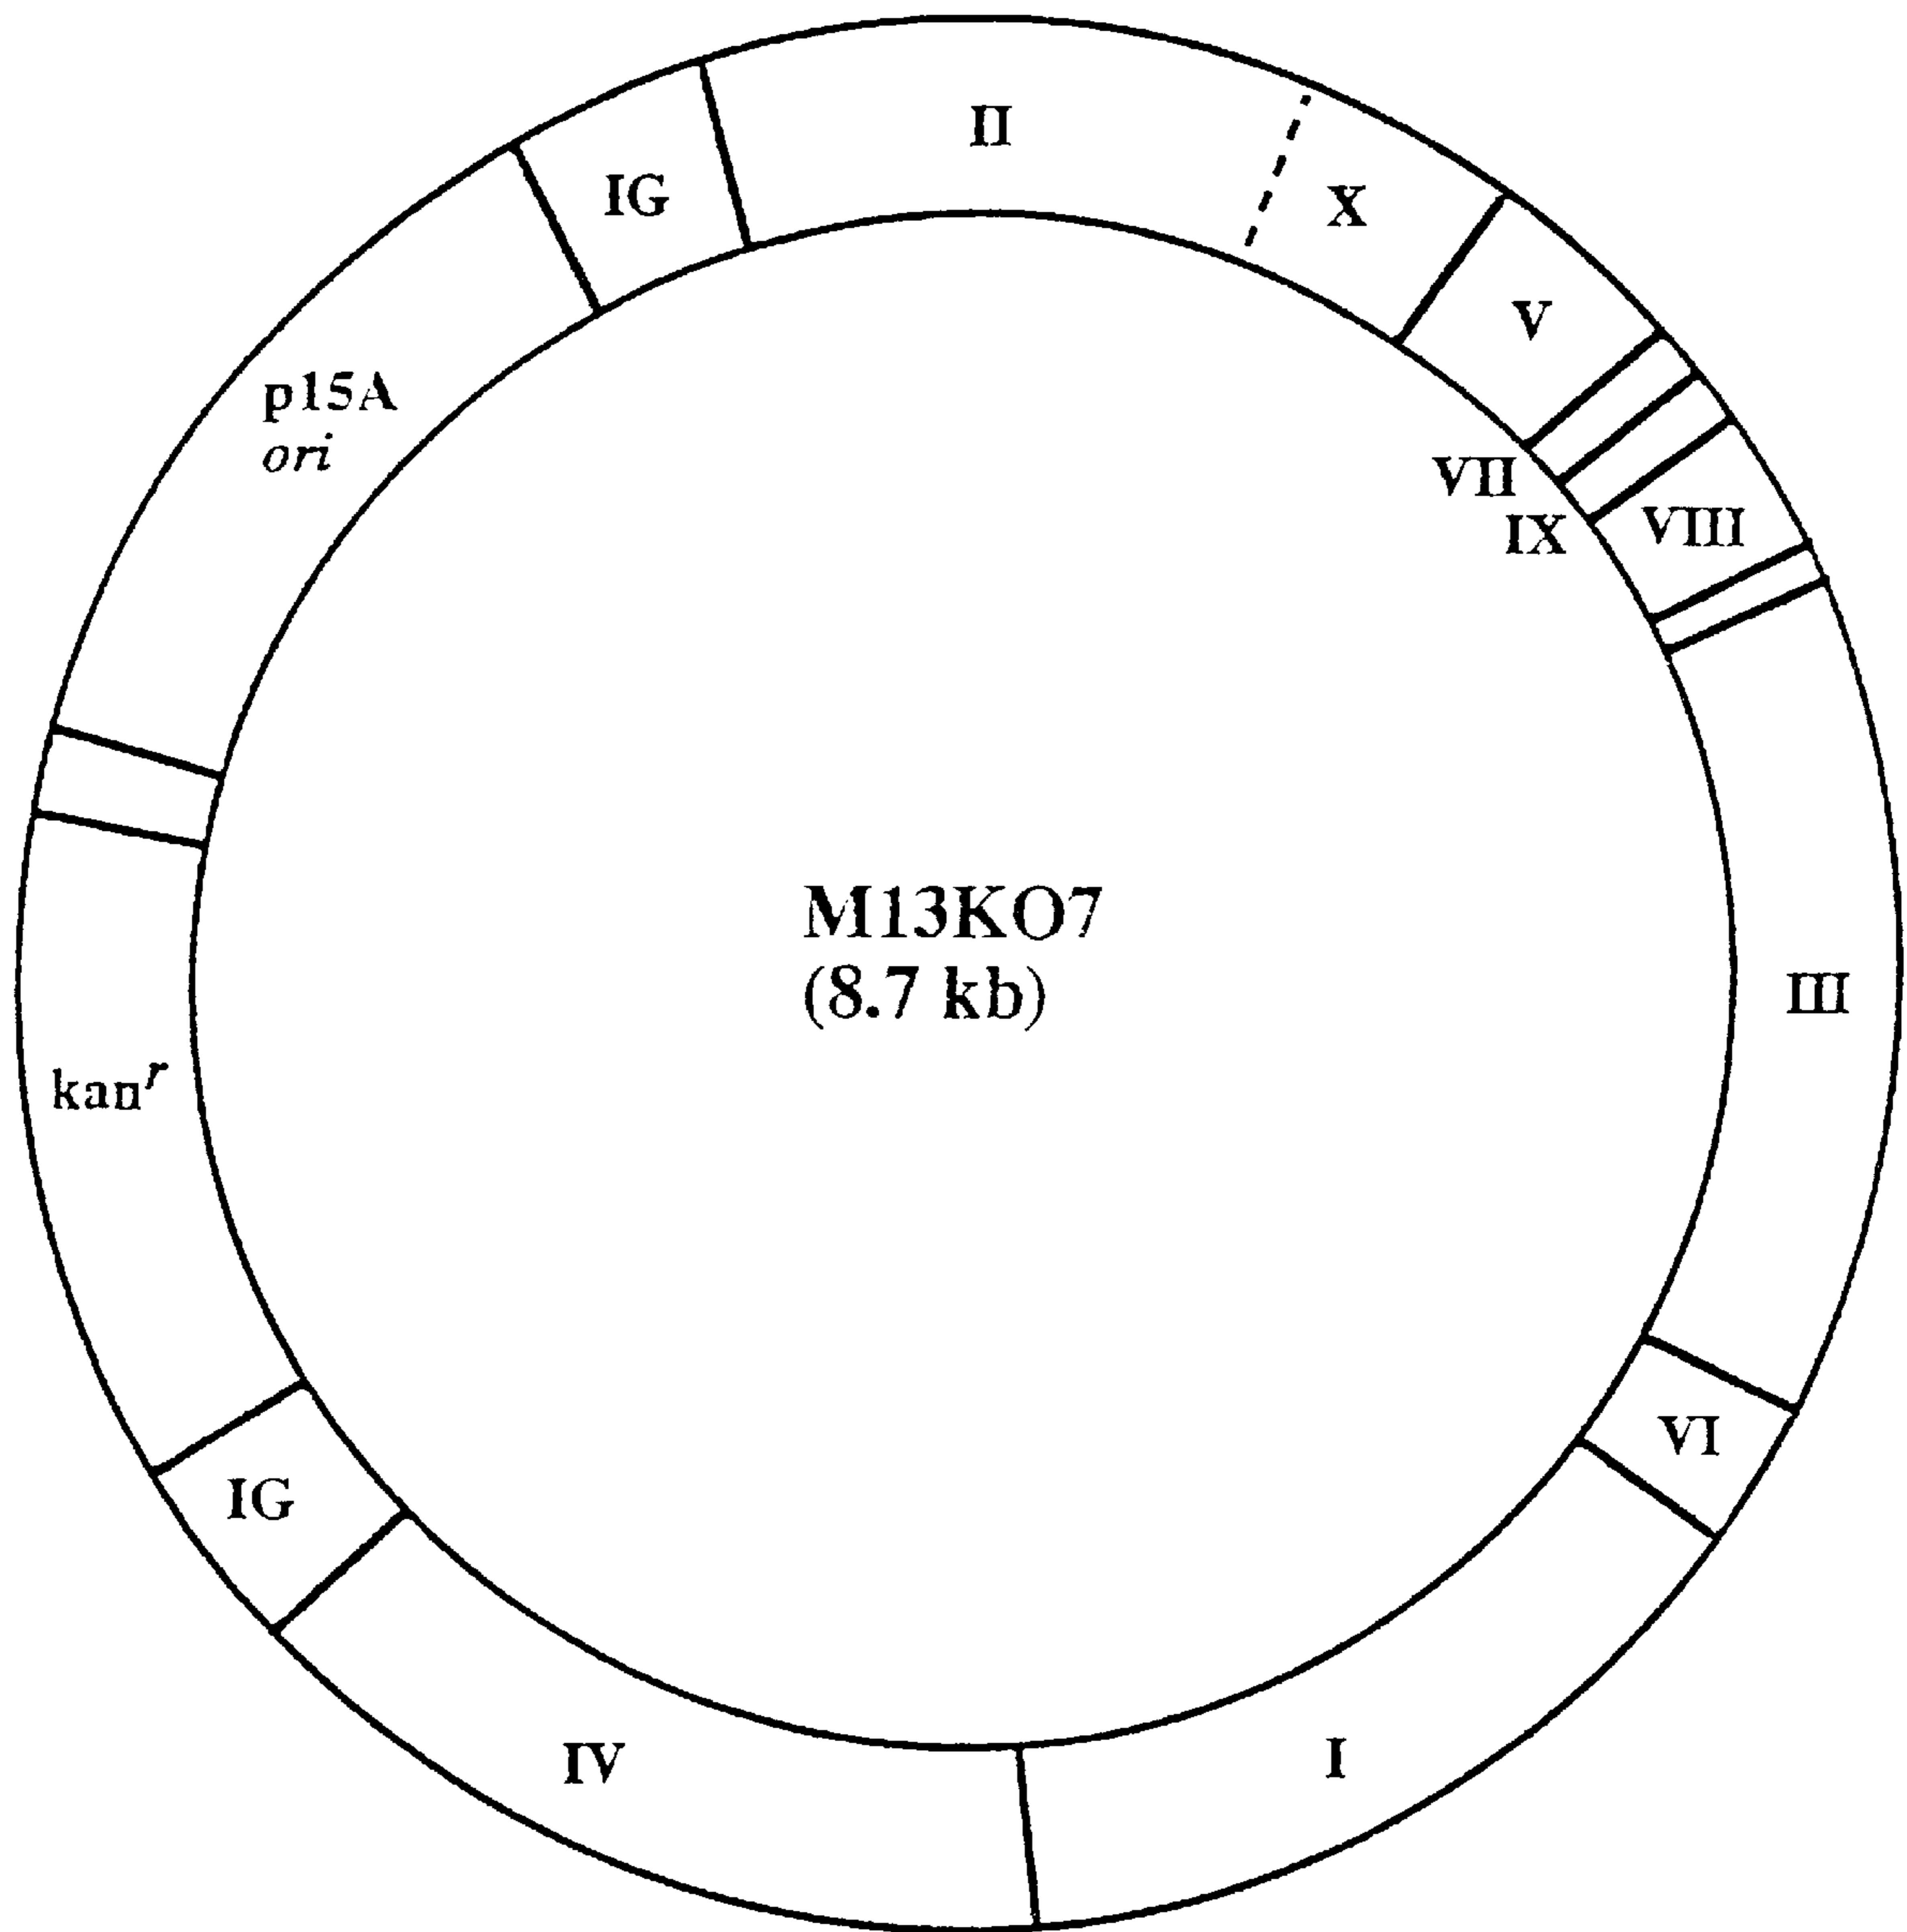 II
IG
X
V
p15A
ori
VII
IX
VIII
M13KO7
(8.7 kb)
III
kanʳ
VI
IG
IV
I